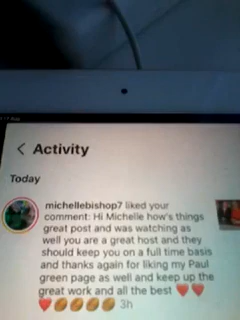 < Activity
Today
michellebishop7 liked your
comment: Hi Michelle how's things
great post and was watching as
well you are a great host and they
should keep you on a full time basis
and thanks again for liking my Paul
green page as well and keep up the
great work and all the best ❤️❤️
❤️🏉🏉🏉🏉 3h